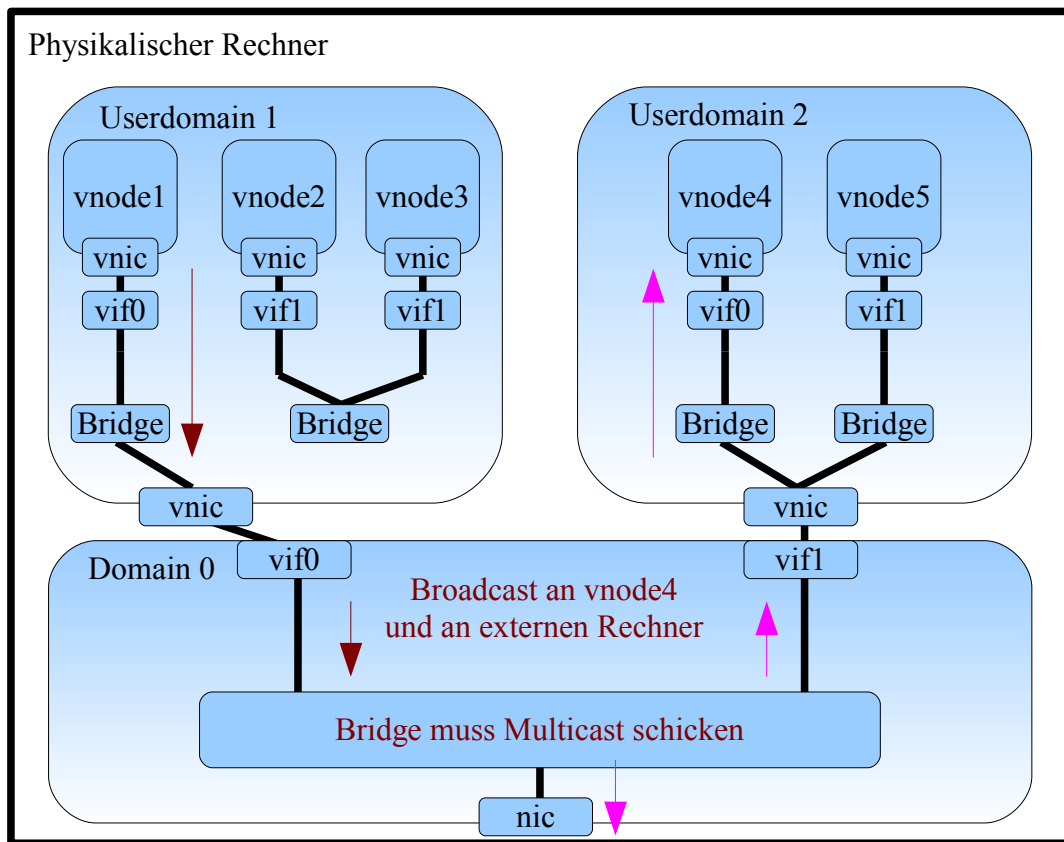 Physikalischer Rechner
Userdomain 1
Userdomain 2
vnode1
vnode2
vnode3
vnode4
vnode5
vnic
vnic
vnic
vnic
vnic
vif0
vif1
vif1
vif0
vif1
Bridge
Bridge
Bridge
Bridge
vnic
vnic
Domain 0
vif0
vif1
Broadcast an vnode4
und an externen Rechner
Bridge muss Multicast schicken
nic